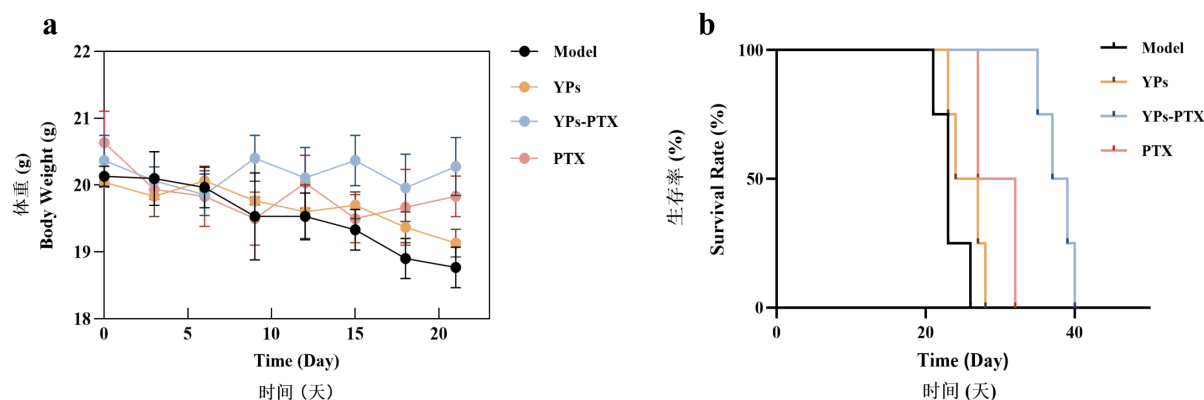 a
22
21
20
19
18
体重 (g)
Body Weight (g)
0
5
10
15
20
Time (Day)
时间 (天)
Model
YPs
YPs-PTX
PTX
b
100
50
0
生存率 (%)
Survival Rate (%)
0
20
40
Time (Day)
时间 (天)
Model
YPs
YPs-PTX
PTX